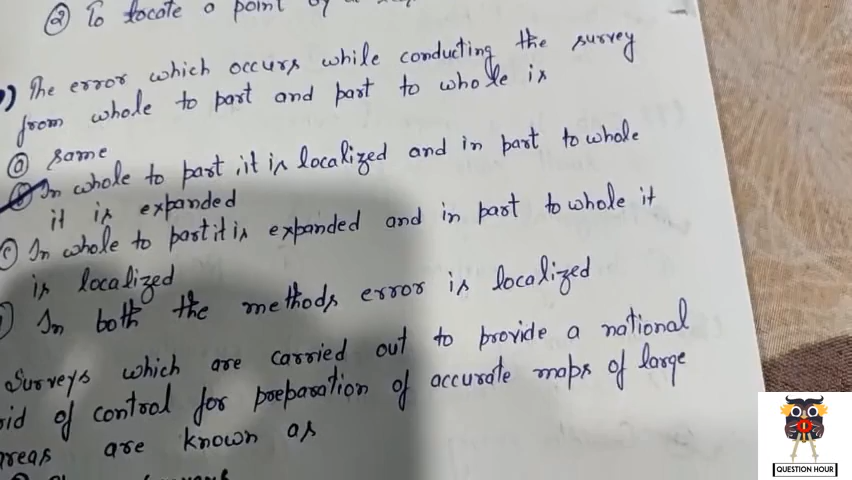 ② To locate a point by
The error which occurs while conducting the survey
from whole to part and part to whole is
ⓐ same
ⓑ In whole to part, it is localized and in part to whole
it is expanded
ⓒ In whole to part it is expanded and in part to whole it
is localized
In both the methods error is localized
Surveys which are carried out to provide a national
of control for preparation of accurate maps of large
are known as
QUESTION HOUR